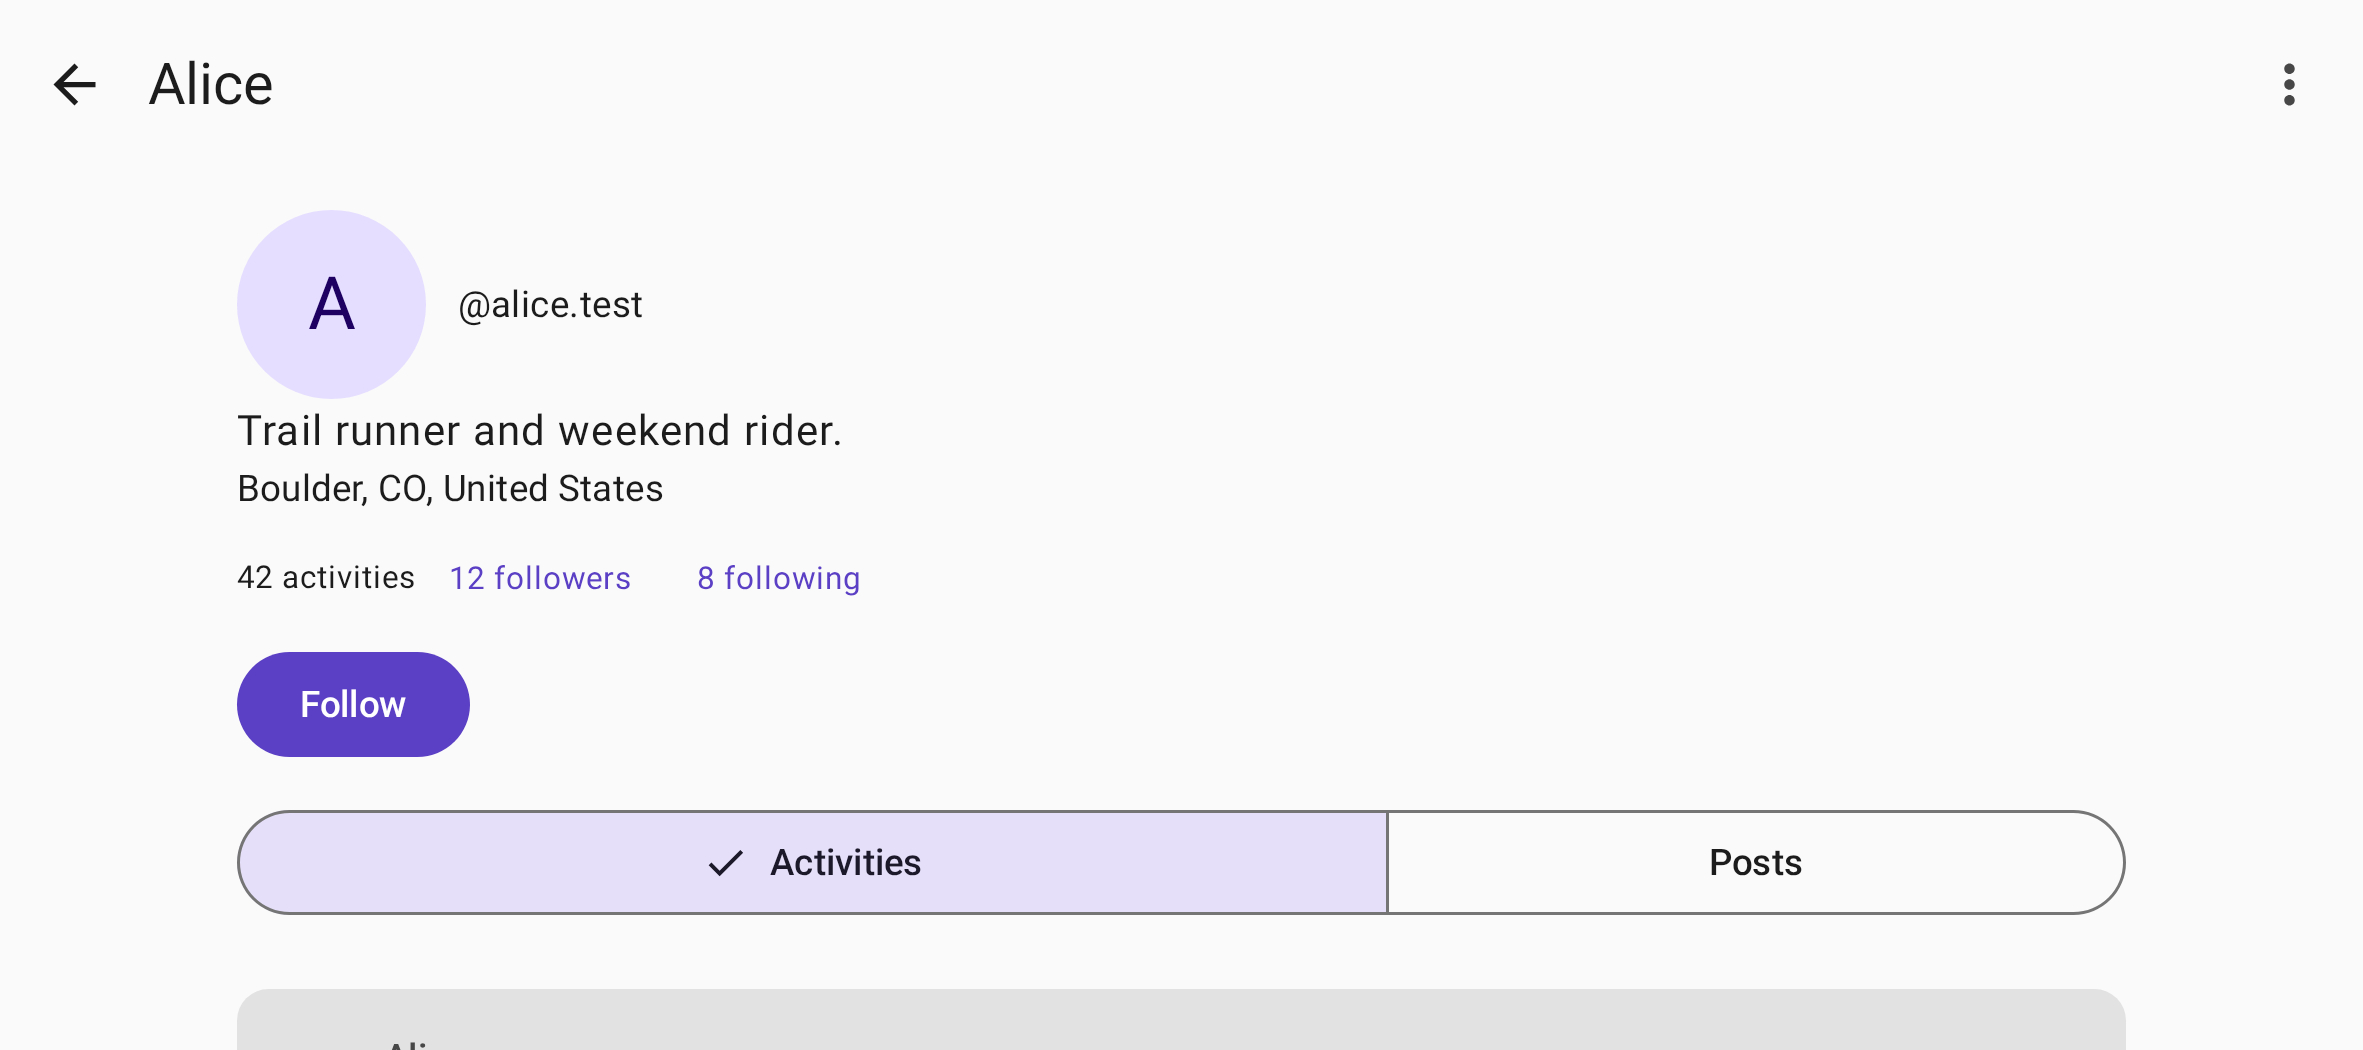 Alice
A
@alice.test
Trail runner and weekend rider.
Boulder, CO, United States
42 activities 12 followers 8 following
Follow
Activities Posts